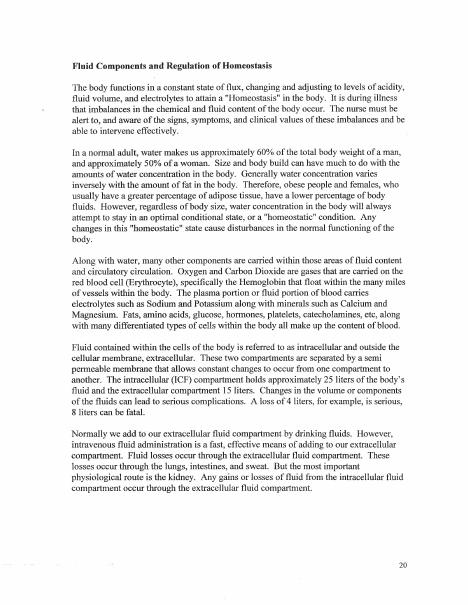 Fluid Components and Regulation of Homeostasis
The body functions in a constant state of flux, changing and adjusting to levels of acidity,
fluid volume, and electrolytes to attain a "Homeostasis" in the body. It is during illness
that imbalances in the chemical and fluid content of the body occur. The nurse must be
alert to, and aware of the signs, symptoms, and clinical values of these imbalances and be
able to intervene effectively.
In a normal adult, water makes us approximately 60% of the total body weight of a man,
and approximately 50% of a woman. Size and body build can have much to do with the
amounts of water concentration in the body. Generally water concentration varies
inversely with the amount of fat in the body. Therefore, obese people and females, who
usually have a greater percentage of adipose tissue, have a lower percentage of body
fluids. However, regardless of body size, water concentration in the body will always
attempt to stay in an optimal conditional state, or a "homeostatic" condition. Any
changes in this "homeostatic" state cause disturbances in the normal functioning of the
body.
Along with water, many other components are carried within those areas of fluid content
and circulatory circulation. Oxygen and Carbon Dioxide are gases that are carried on the
red blood cell (Erythrocyte), specifically the Hemoglobin that float within the many miles
of vessels within the body. The plasma portion or fluid portion of blood carries
electrolytes such as Sodium and Potassium along with minerals such as Calcium and
Magnesium. Fats, amino acids, glucose, hormones, platelets, catecholamines, etc, along
with many differentiated types of cells within the body all make up the content of blood.
Fluid contained within the cells of the body is referred to as intracellular and outside the
cellular membrane, extracellular. These two compartments are separated by a semi
permeable membrane that allows constant changes to occur from one compartment to
another. The intracellular (ICF) compartment holds approximately 25 liters of the body's
fluid and the extracellular compartment 15 liters. Changes in the volume or components
of the fluids can lead to serious complications. A loss of 4 liters, for example, is serious,
8 liters can be fatal.
Normally we add to our extracellular fluid compartment by drinking fluids. However,
intravenous fluid administration is a fast, effective means of adding to our extracellular
compartment. Fluid losses occur through the extracellular fluid compartment. These
losses occur through the lungs, intestines, and sweat. But the most important
physiological route is the kidney. Any gains or losses of fluid from the intracellular fluid
compartment occur through the extracellular fluid compartment.
20